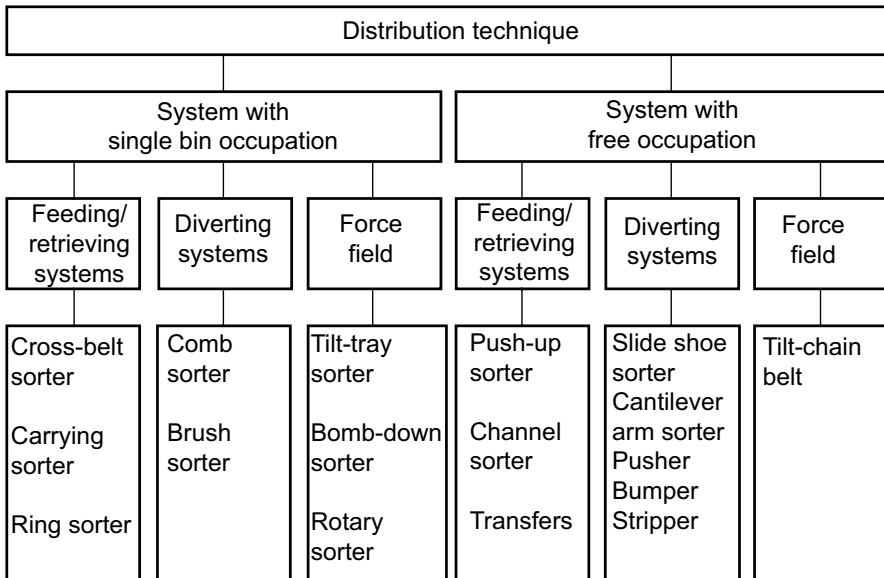 Distribution technique
System with
single bin occupation
System with
free occupation
Feeding/
retrieving
systems
Diverting
systems
Force
field
Feeding/
retrieving
systems
Diverting
systems
Force
field
Cross-belt
sorter
Carrying
sorter
Ring sorter
Comb
sorter
Brush
sorter
Tilt-tray
sorter
Bomb-down
sorter
Rotary
sorter
Push-up
sorter
Channel
sorter
Transfers
Slide shoe
sorter
Cantilever
arm sorter
Pusher
Bumper
Stripper
Tilt-chain
belt